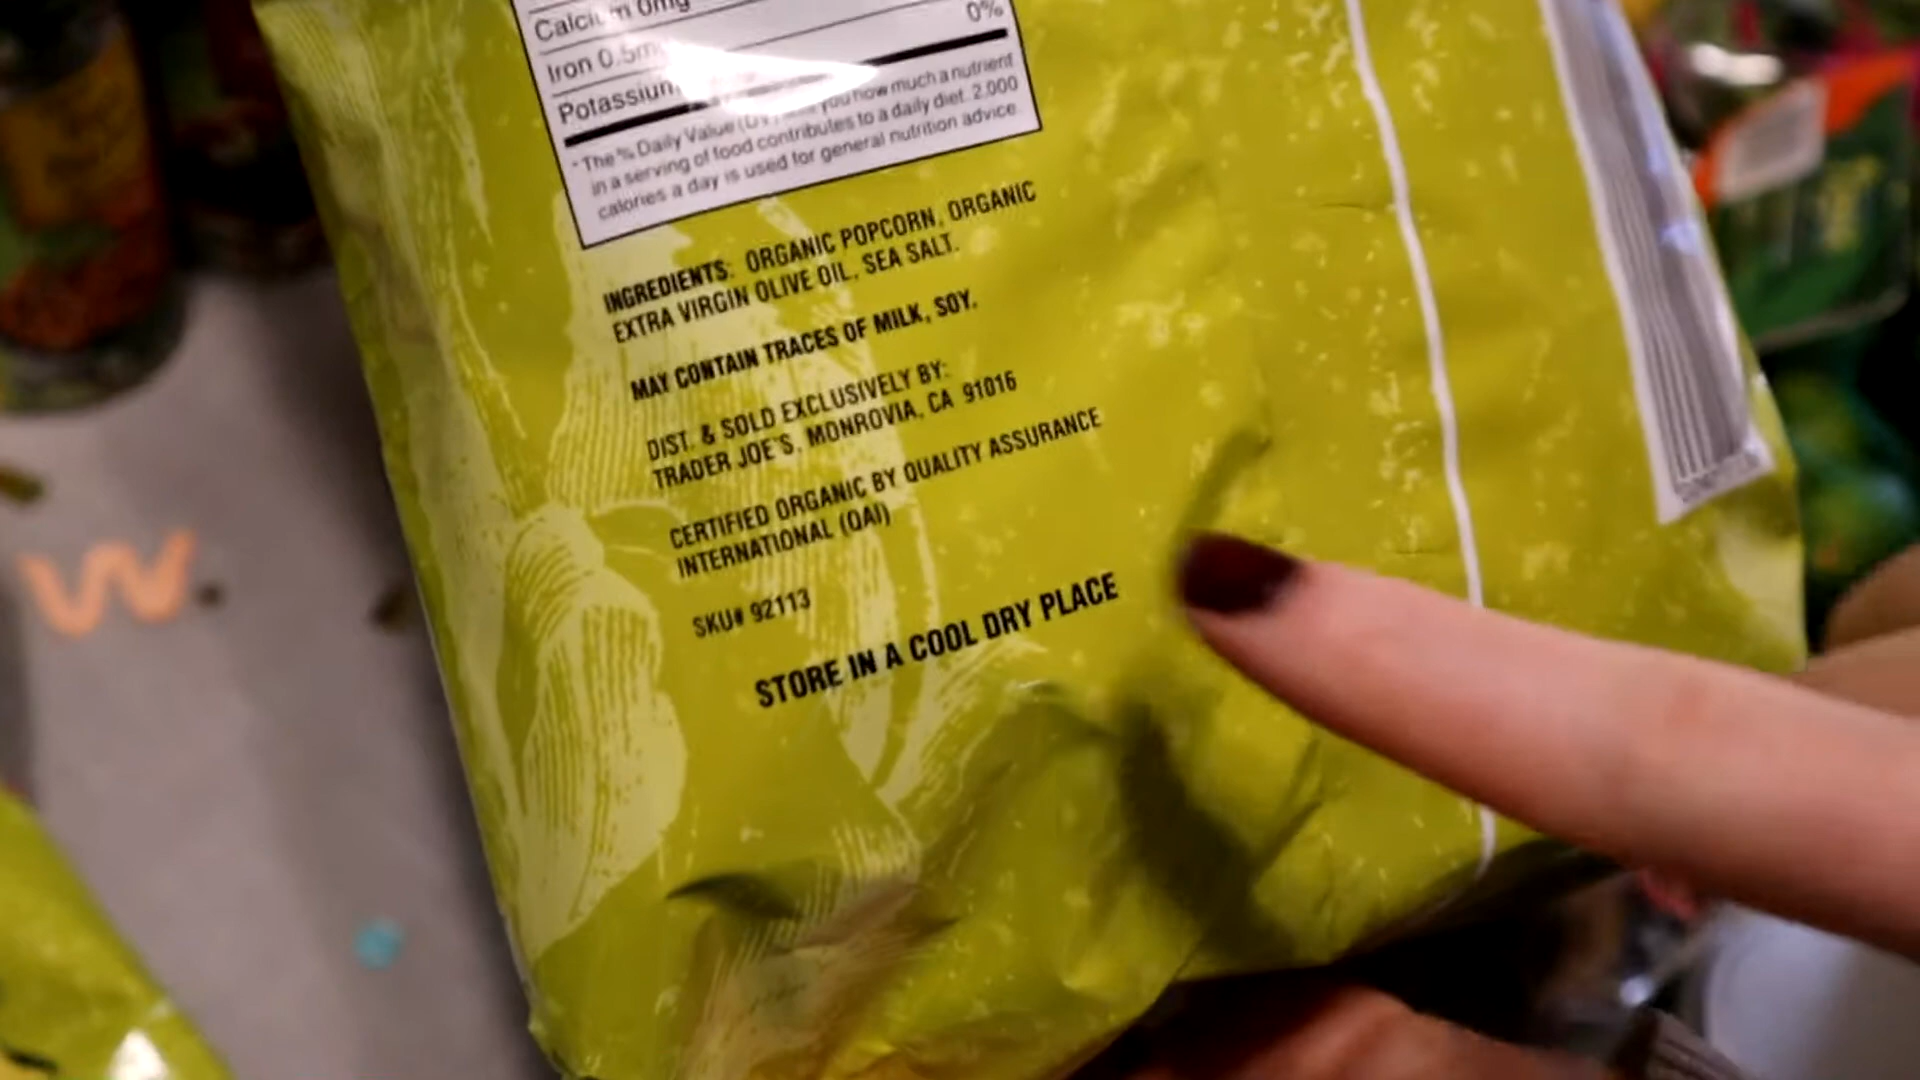 Calcium 0mg
0%
Iron 0.5m
Potassium
* The % Daily Value (DV) you how much a nutrient
in a serving of food contributes to a daily diet. 2,000
calories a day is used for general nutrition advice.
INGREDIENTS: ORGANIC POPCORN, ORGANIC
EXTRA VIRGIN OLIVE OIL, SEA SALT.
MAY CONTAIN TRACES OF MILK, SOY.
DIST. & SOLD EXCLUSIVELY BY:
TRADER JOE'S, MONROVIA, CA 91016
CERTIFIED ORGANIC BY QUALITY ASSURANCE
INTERNATIONAL (QAI)
SKU# 92113
STORE IN A COOL DRY PLACE
W.